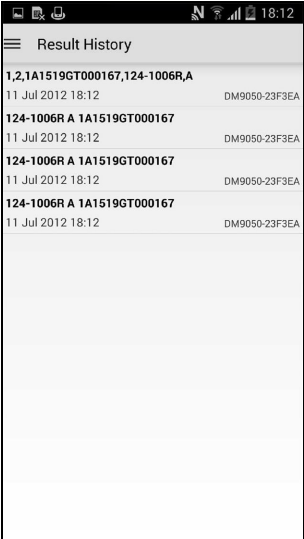 18:12
Result History
1,2,1A1519GT000167,124-1006R,A
11 Jul 2012 18:12 DM9050-23F3EA
124-1006R A 1A1519GT000167
11 Jul 2012 18:12 DM9050-23F3EA
124-1006R A 1A1519GT000167
11 Jul 2012 18:12 DM9050-23F3EA
124-1006R A 1A1519GT000167
11 Jul 2012 18:12 DM9050-23F3EA